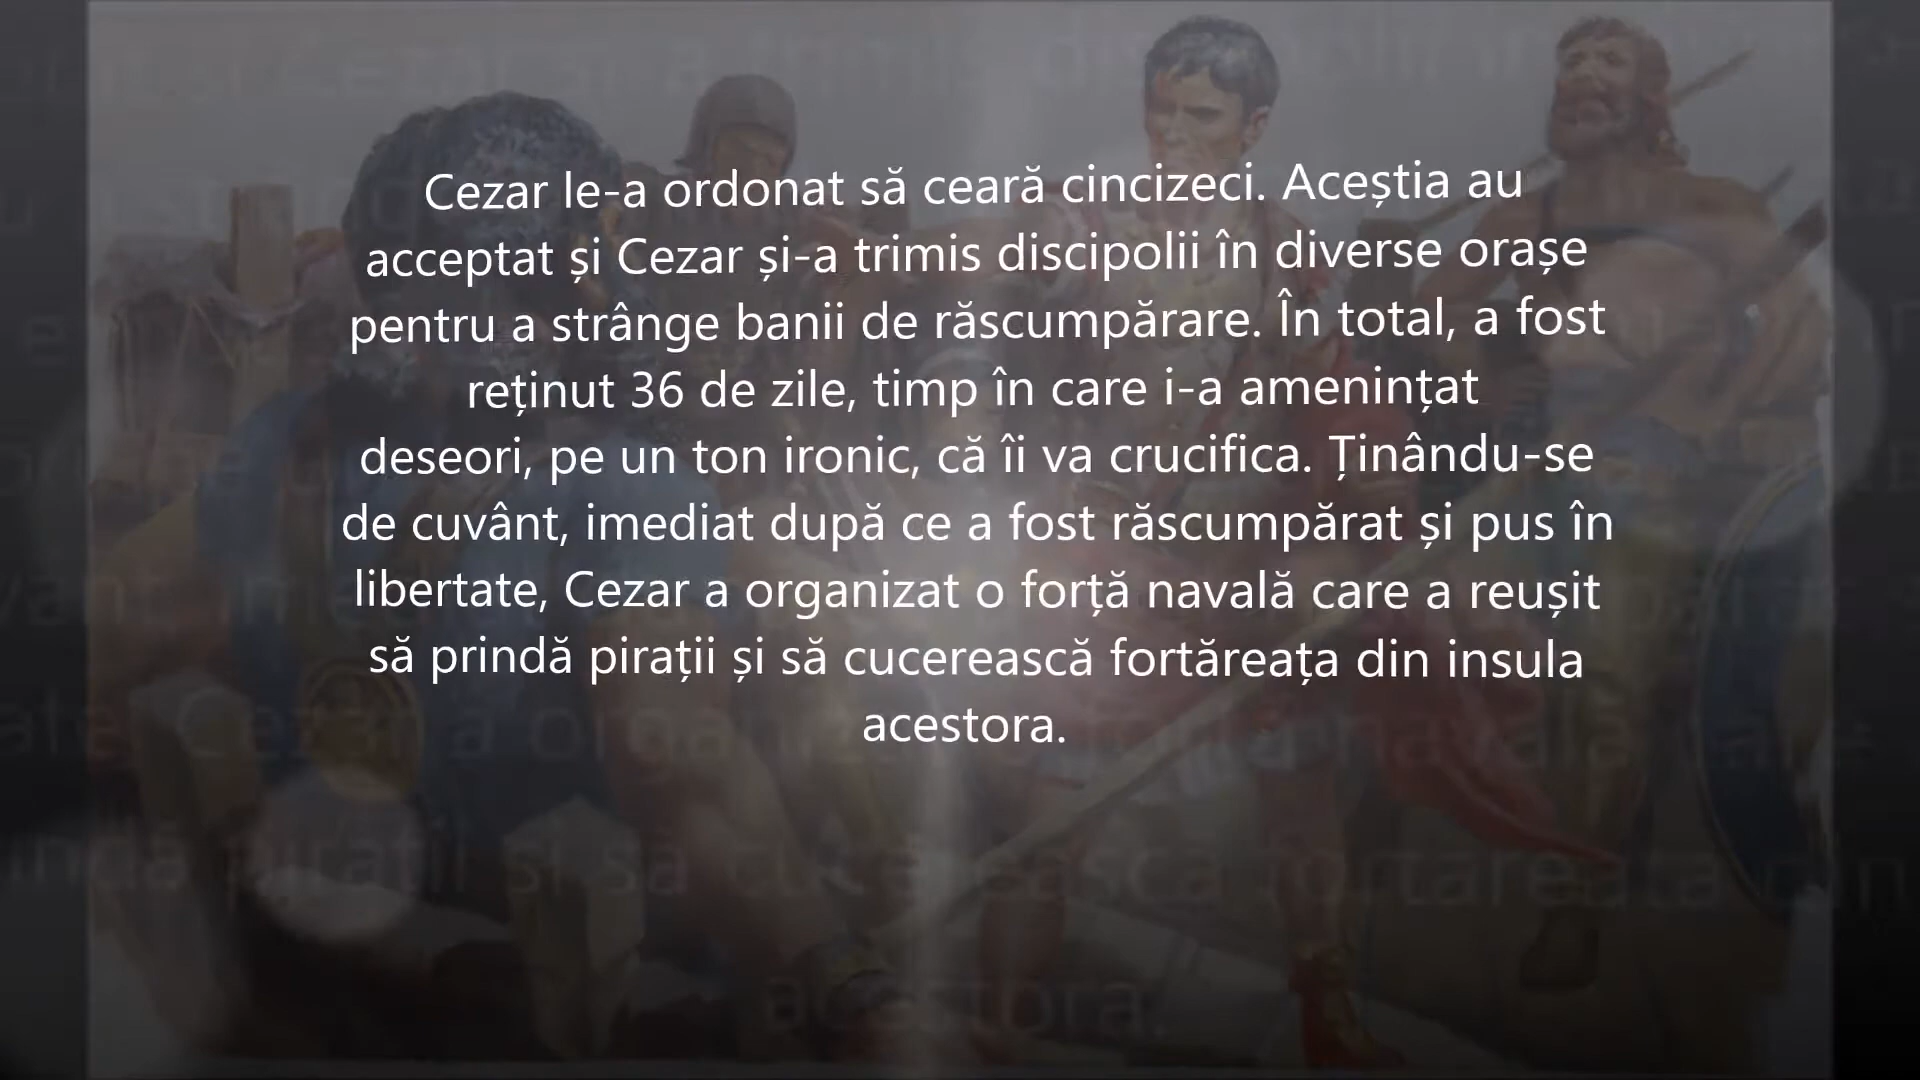 Cezar le-a ordonat să ceară cincizeci. Aceștia au
acceptat și Cezar și-a trimis discipolii în diverse orașe
pentru a strânge banii de răscumpărare. În total, a fost
reținut 36 de zile, timp în care i-a amenințat
deseori, pe un ton ironic, că îi va crucifica. Ținându-se
de cuvânt, imediat după ce a fost răscumpărat și pus în
libertate, Cezar a organizat o forță navală care a reușit
să prindă pirații și să cucerească fortăreața din insula
acestora.